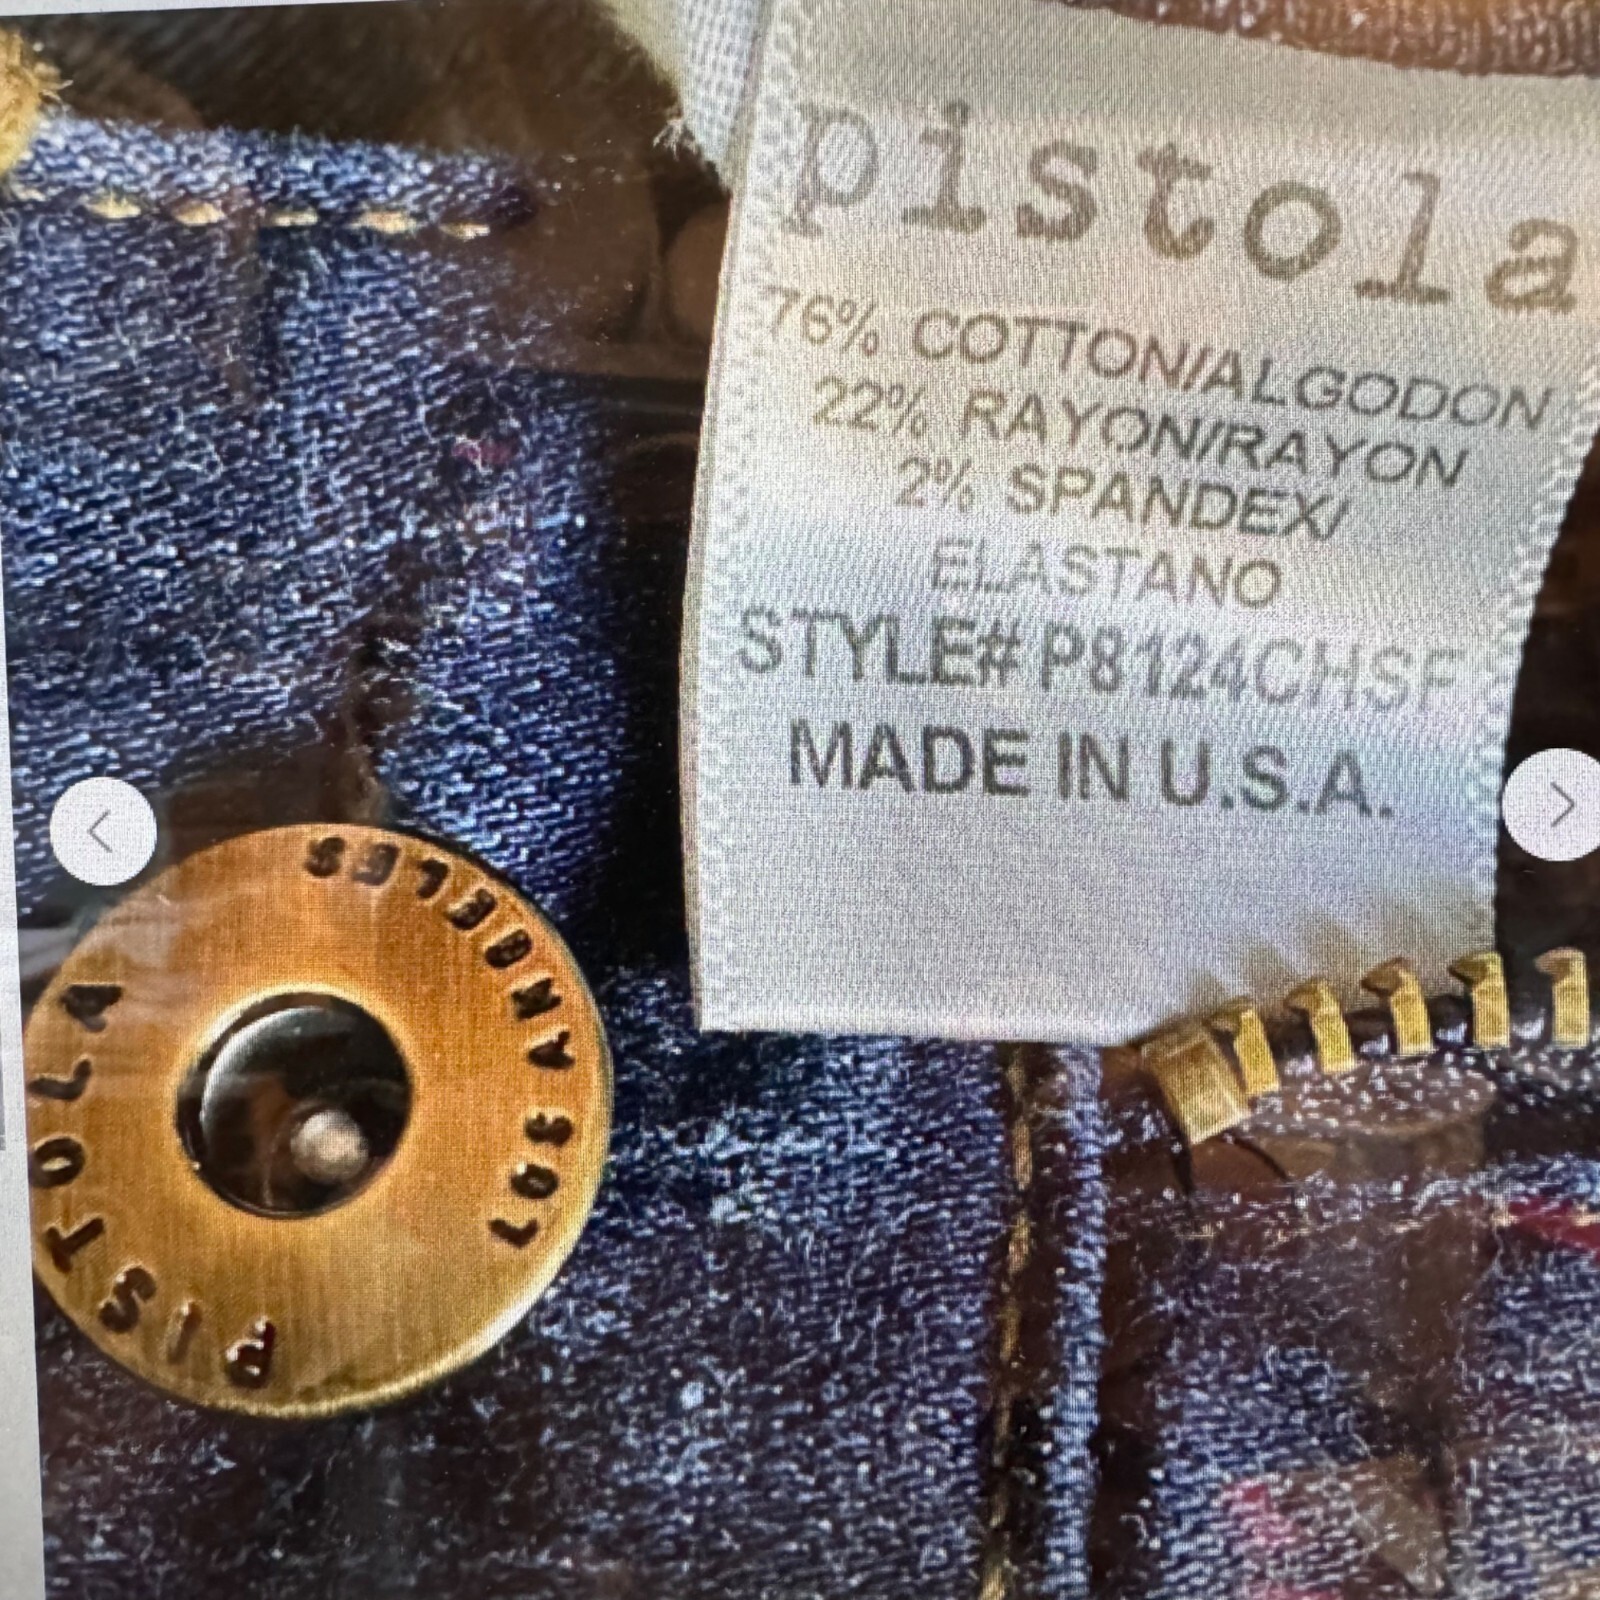 pistola
76% COTTON/ALGODON
22% RAYON/RAYON
2% SPANDEX/
ELASTANO
STYLE# P8124CHSF
MADE IN U.S.A.
PISTOLA
LOS ANGELES